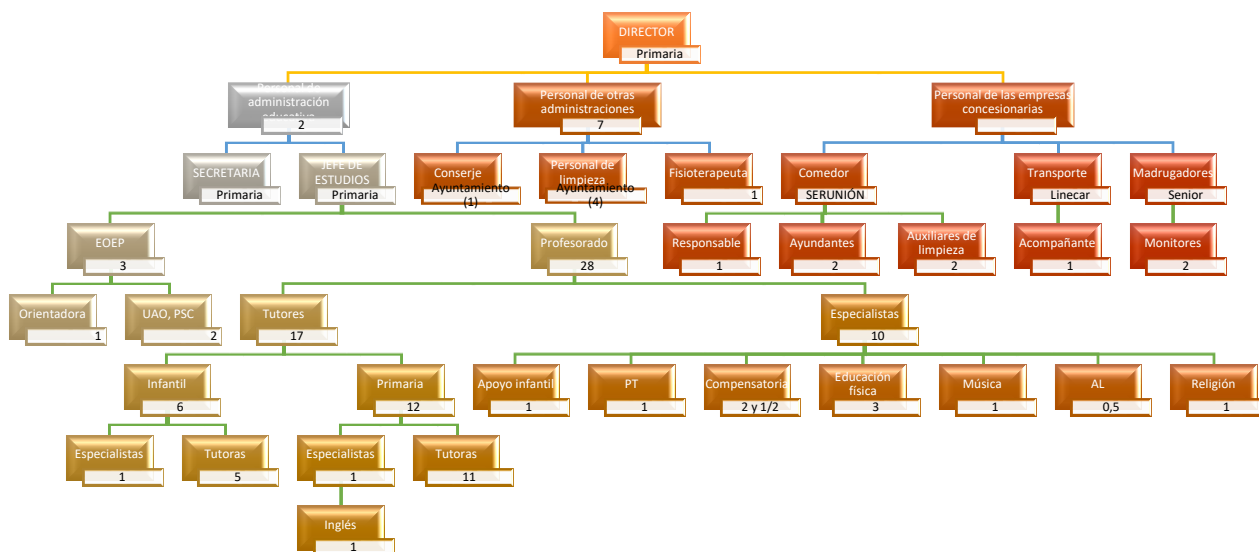 DIRECTOR
Primaria
Personal de
administración
educativa
2
Personal de otras
administraciones
7
Personal de las empresas
concesionarias
SECRETARIA
Primaria
JEFE DE
ESTUDIOS
Primaria
Conserje
Ayuntamiento
(1)
Personal de
limpieza
Ayuntamiento
(4)
Fisioterapeuta
1
Comedor
SERUNIÓN
Transporte
Linecar
Madrugadores
Senior
EOEP
3
Profesorado
28
Responsable
1
Ayundantes
2
Auxiliares de
limpieza
2
Acompañante
1
Monitores
2
Orientadora
1
UAO, PSC
2
Tutores
17
Especialistas
10
Infantil
6
Primaria
12
Apoyo infantil
1
PT
1
Compensatoria
2 y 1/2
Educación
física
3
Música
1
AL
0,5
Religión
1
Especialistas
1
Tutoras
5
Especialistas
1
Tutoras
11
Inglés
1